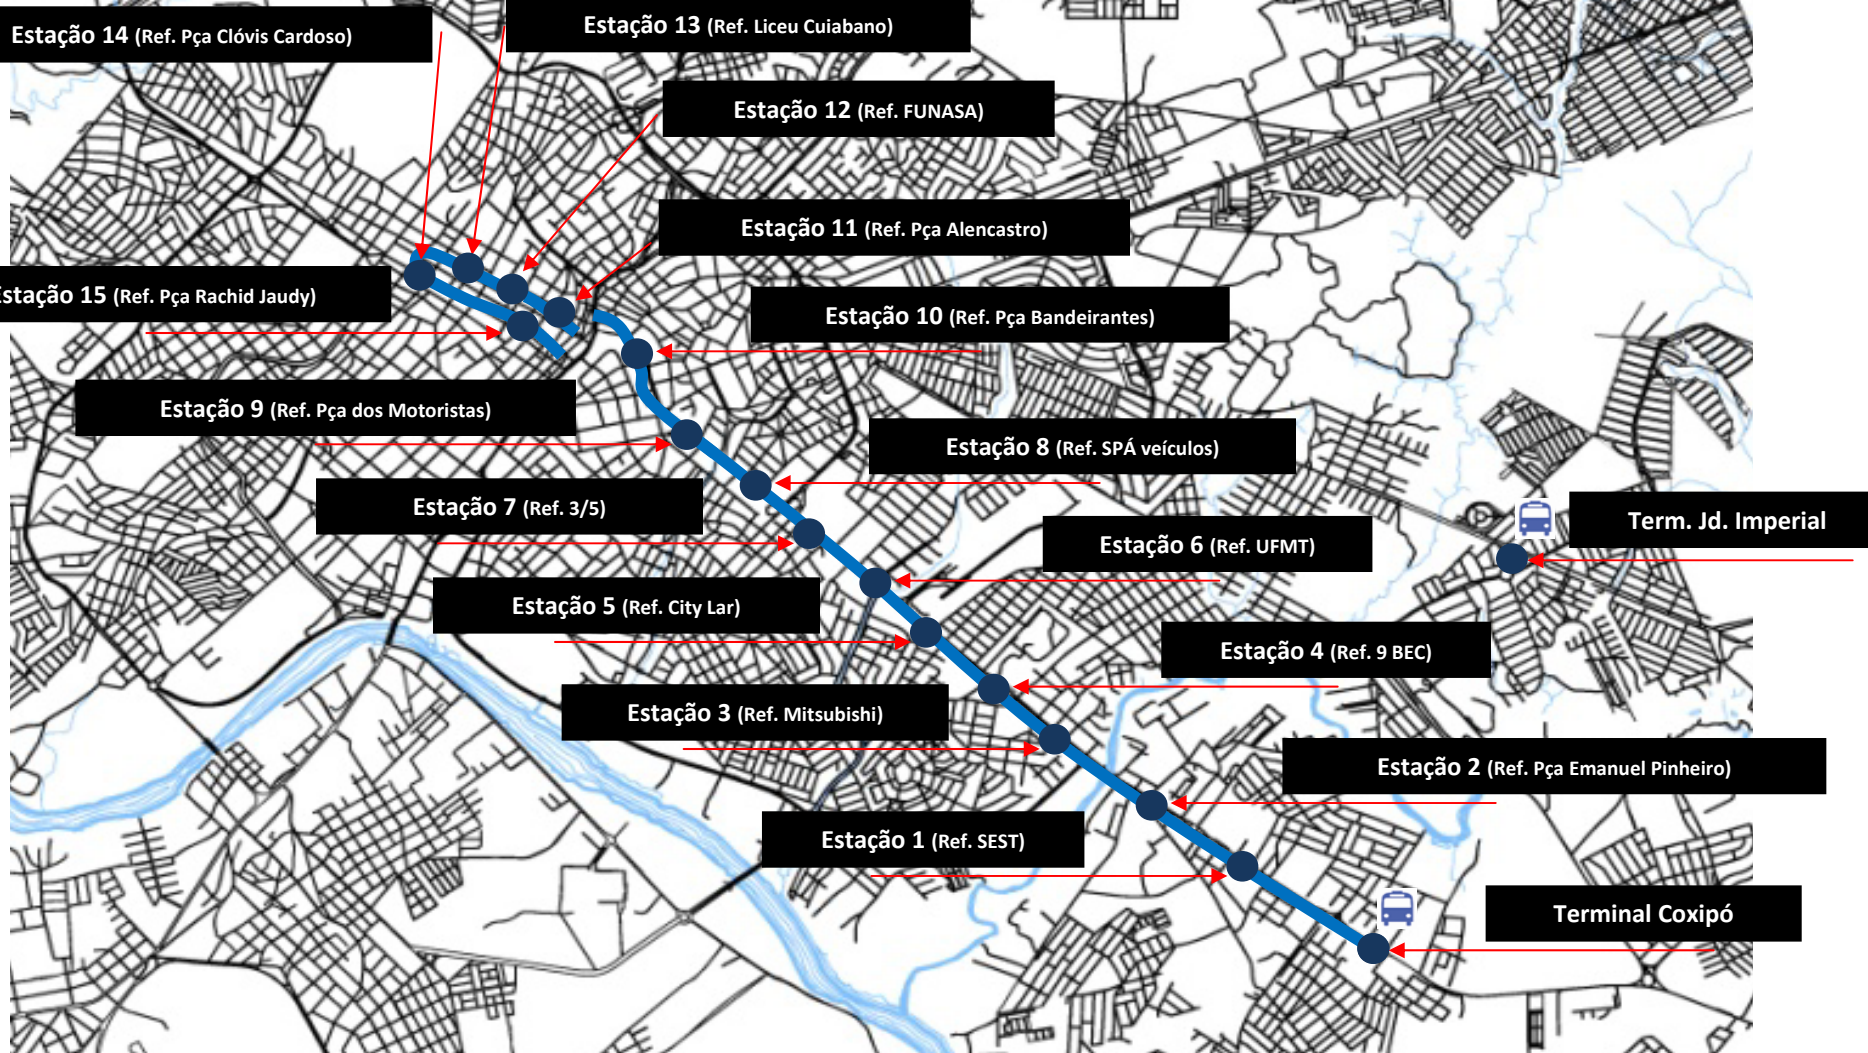 Estação 14 (Ref. Pça Clóvis Cardoso)
Estação 13 (Ref. Liceu Cuiabano)
Estação 12 (Ref. FUNASA)
Estação 11 (Ref. Pça Alencastro)
Estação 15 (Ref. Pça Rachid Jaudy)
Estação 10 (Ref. Pça Bandeirantes)
Estação 9 (Ref. Pça dos Motoristas)
Estação 8 (Ref. SPÁ veículos)
Estação 7 (Ref. 3/5)
Term. Jd. Imperial
Estação 6 (Ref. UFMT)
Estação 5 (Ref. City Lar)
Estação 4 (Ref. 9 BEC)
Estação 3 (Ref. Mitsubishi)
Estação 2 (Ref. Pça Emanuel Pinheiro)
Estação 1 (Ref. SEST)
Terminal Coxipó